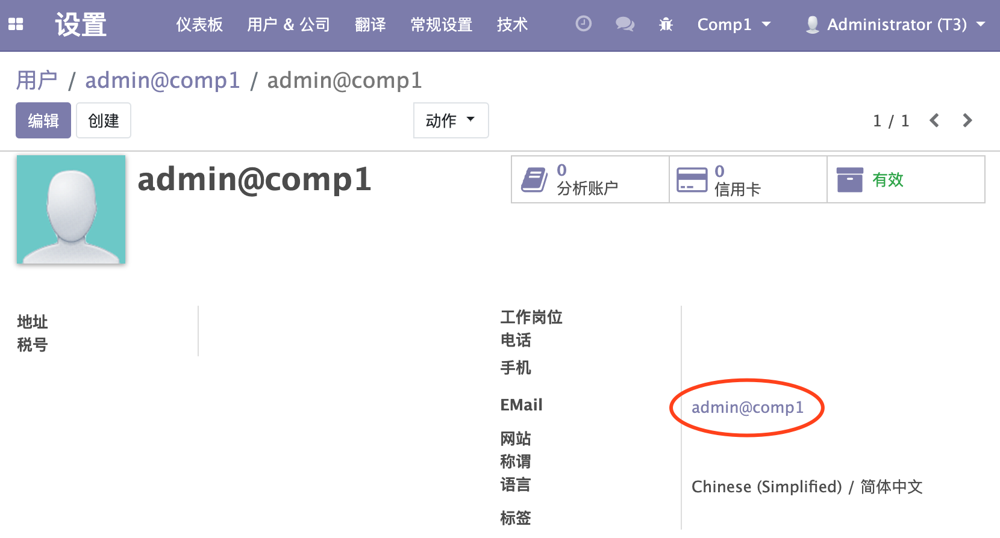 设置 仪表板 用户 & 公司 翻译 常规设置 技术 Comp1 Administrator (T3)
用户 / admin@comp1 / admin@comp1
编辑 创建 动作 1 / 1
admin@comp1
0 分析账户
0 信用卡
有效
地址
税号
工作岗位
电话
手机
EMail admin@comp1
网站
称谓
语言 Chinese (Simplified) / 简体中文
标签